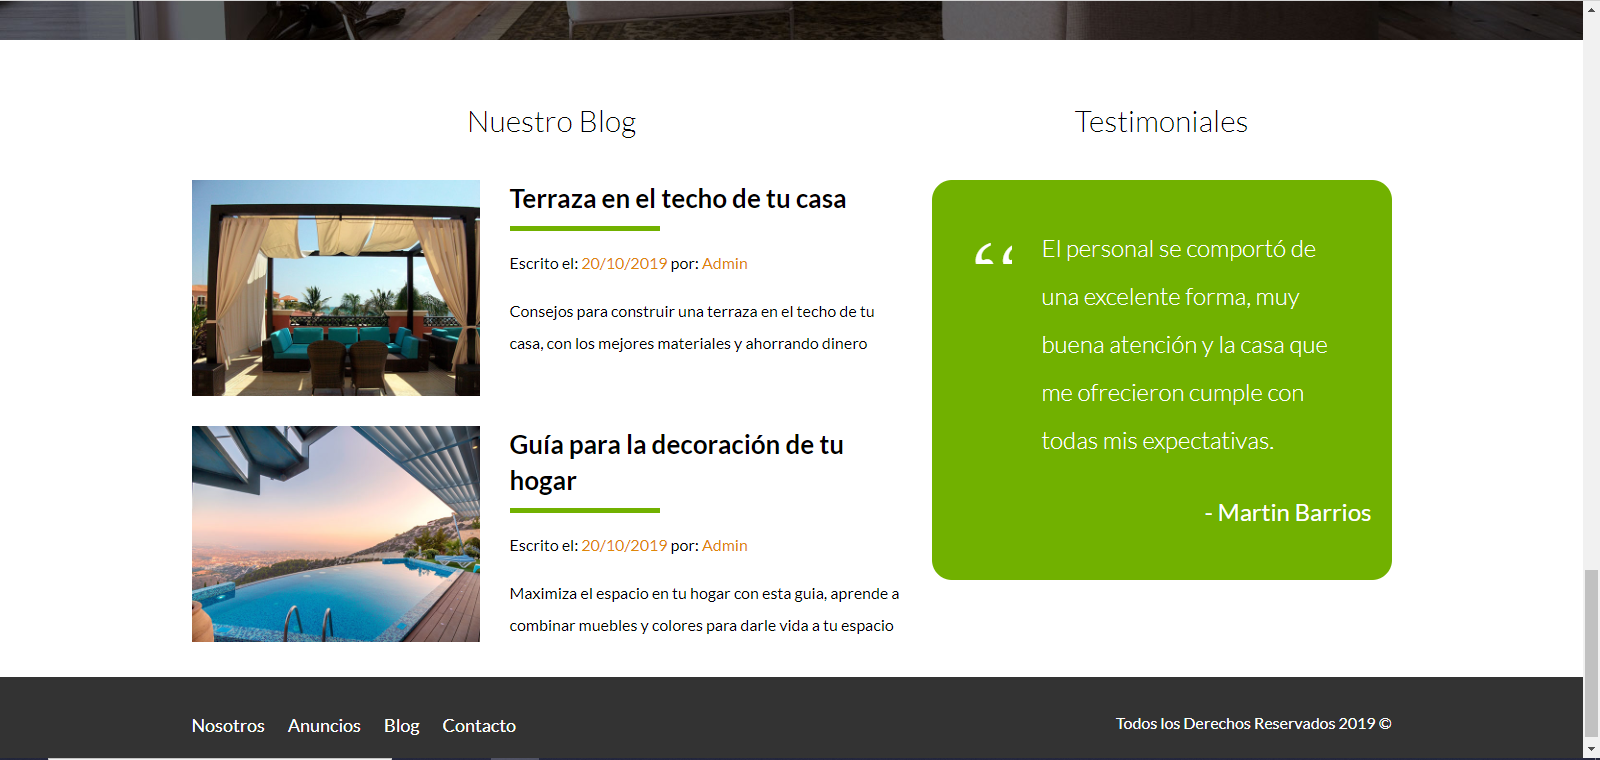 Nuestro Blog
Terraza en el techo de tu casa
Escrito el: 20/10/2019 por: Admin
Consejos para construir una terraza en el techo de tu
casa, con los mejores materiales y ahorrando dinero
Guía para la decoración de tu
hogar
Escrito el: 20/10/2019 por: Admin
Maximiza el espacio en tu hogar con esta guia, aprende a
combinar muebles y colores para darle vida a tu espacio
Testimoniales
“ El personal se comportó de
una excelente forma, muy
buena atención y la casa que
me ofrecieron cumple con
todas mis expectativas.
- Martin Barrios
Nosotros Anuncios Blog Contacto
Todos los Derechos Reservados 2019 ©